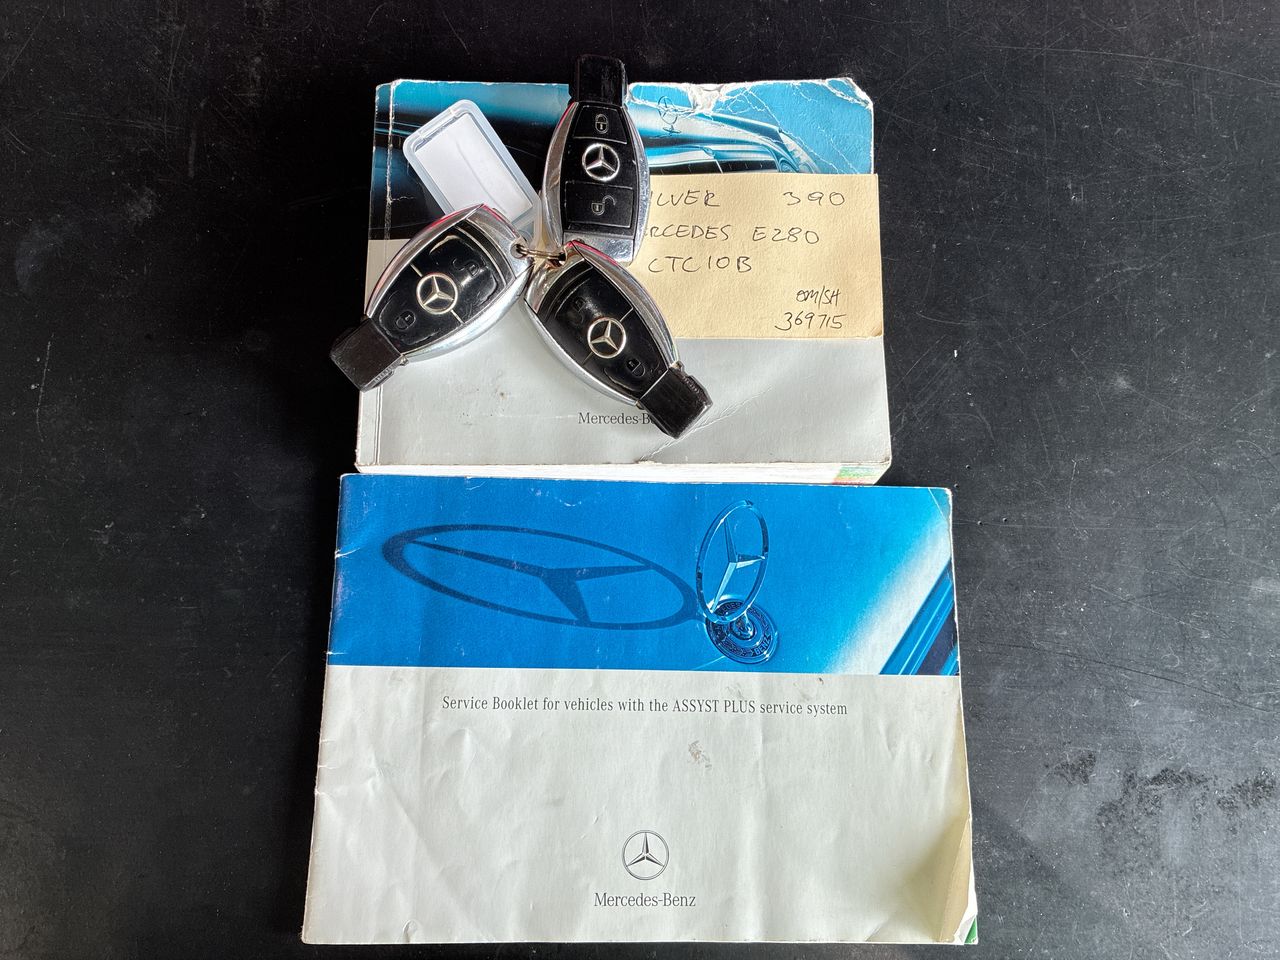 LVER 390
RCEDES E280
CTC10B
OM/SH
369715
Mercedes-B
Service Booklet for vehicles with the ASSYST PLUS service system
Mercedes-Benz